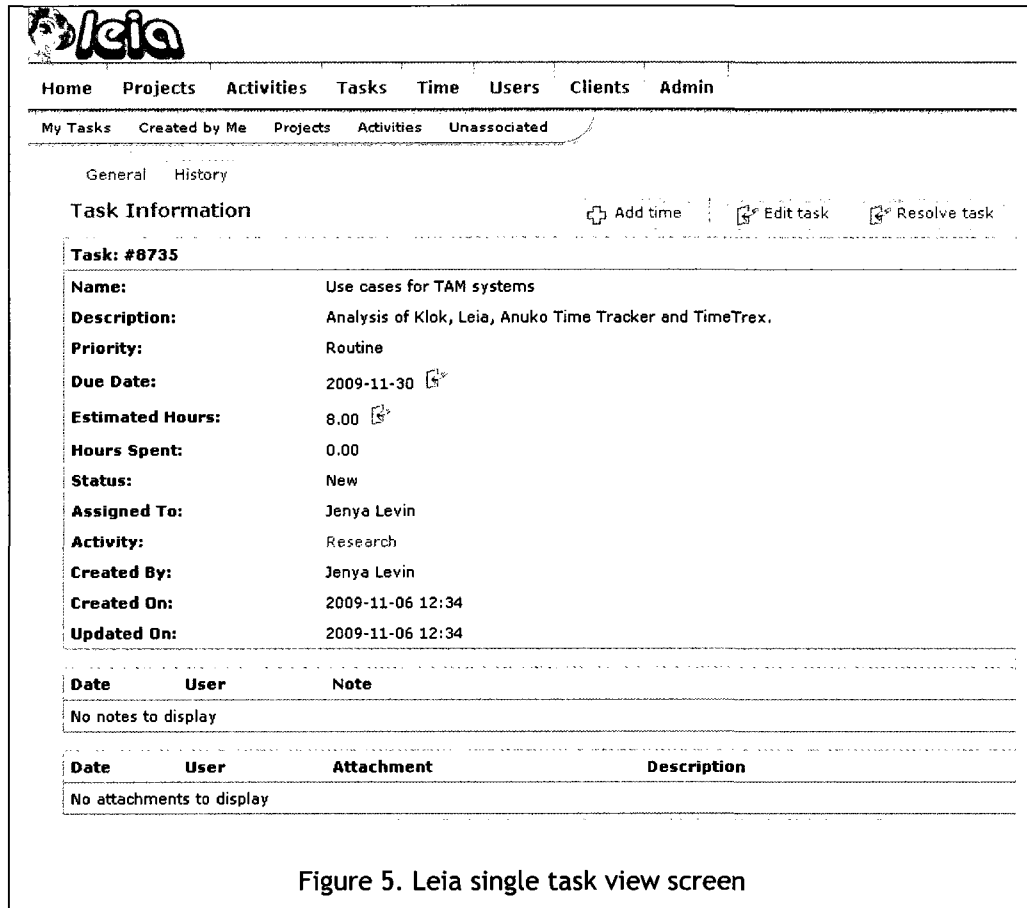 leia
Home Projects Activities Tasks Time Users Clients Admin
My Tasks Created by Me Projects Activities Unassociated
General History
Task Information Add time Edit task Resolve task
Task: #8735
Name: Use cases for TAM systems
Description: Analysis of Klok, Leia, Anuko Time Tracker and TimeTrex.
Priority: Routine
Due Date: 2009-11-30
Estimated Hours: 8.00
Hours Spent: 0.00
Status: New
Assigned To: Jenya Levin
Activity: Research
Created By: Jenya Levin
Created On: 2009-11-06 12:34
Updated On: 2009-11-06 12:34
Date User Note
No notes to display
Date User Attachment Description
No attachments to display
Figure 5. Leia single task view screen